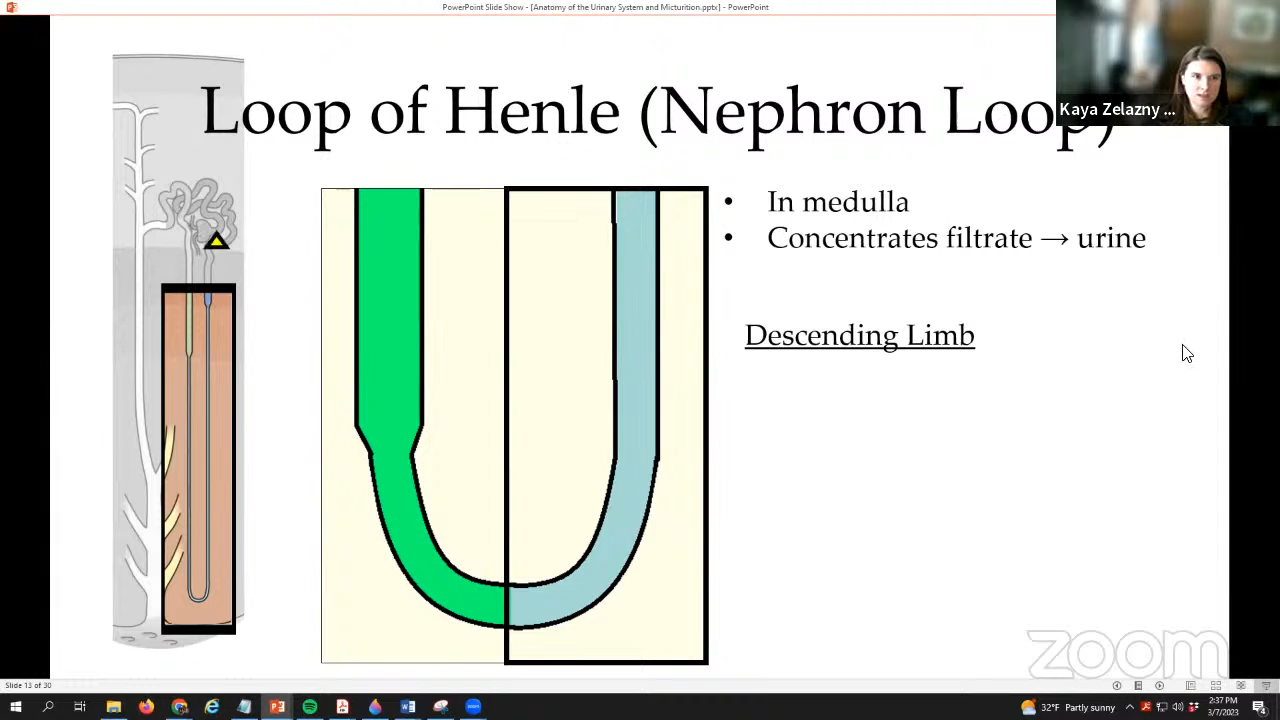 PowerPoint Slide Show - [Anatomy of the Urinary System and Micturition.pptx] - PowerPoint
Loop of Henle (Nephron Loop)
Kaya Zelazny ...
• In medulla
• Concentrates filtrate → urine
Descending Limb
zoom
Slide 13 of 30
32°F Partly sunny
2:37 PM
3/7/2023